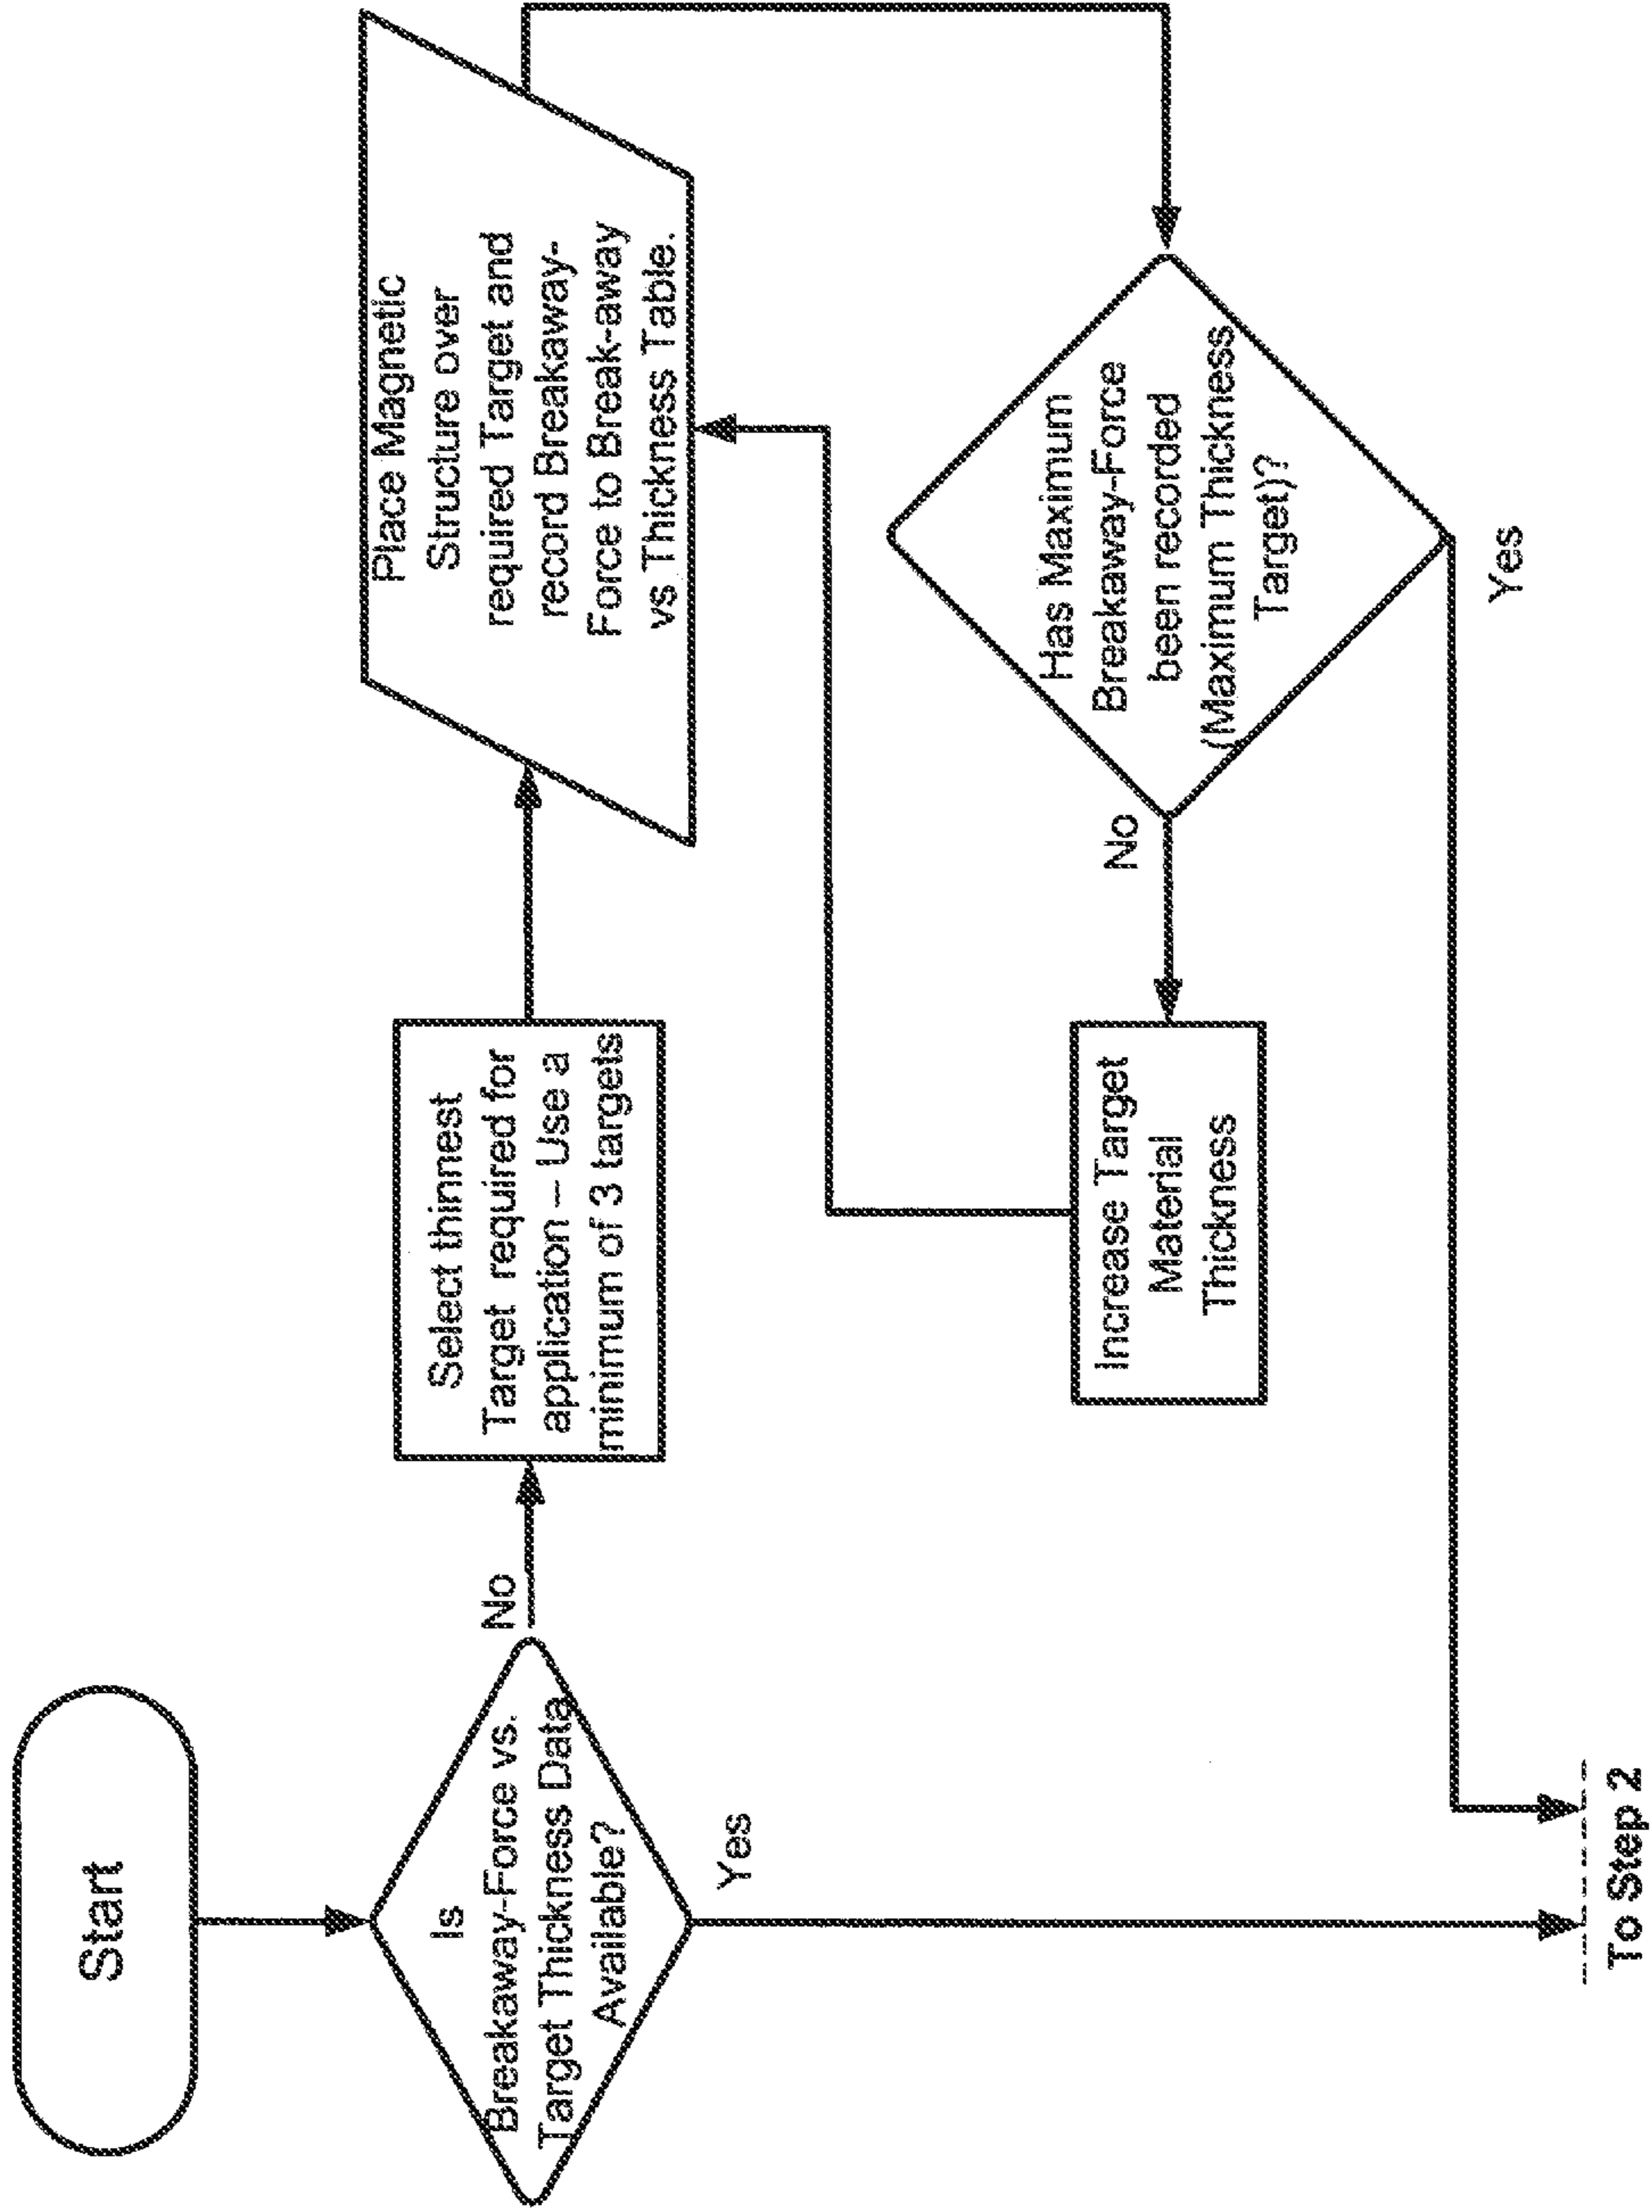 Start
Is
Breakaway-Force vs.
Target Thickness Data
Available?
No
Yes
Select thinnest
Target required for
application – Use a
minimum of 3 targets
Place Magnetic
Structure over
required Target and
record Breakaway-
Force to Break-away
vs Thickness Table.
Has Maximum
Breakaway-Force
been recorded
(Maximum Thickness
Target)?
No
Yes
Increase Target
Material
Thickness
To Step 2